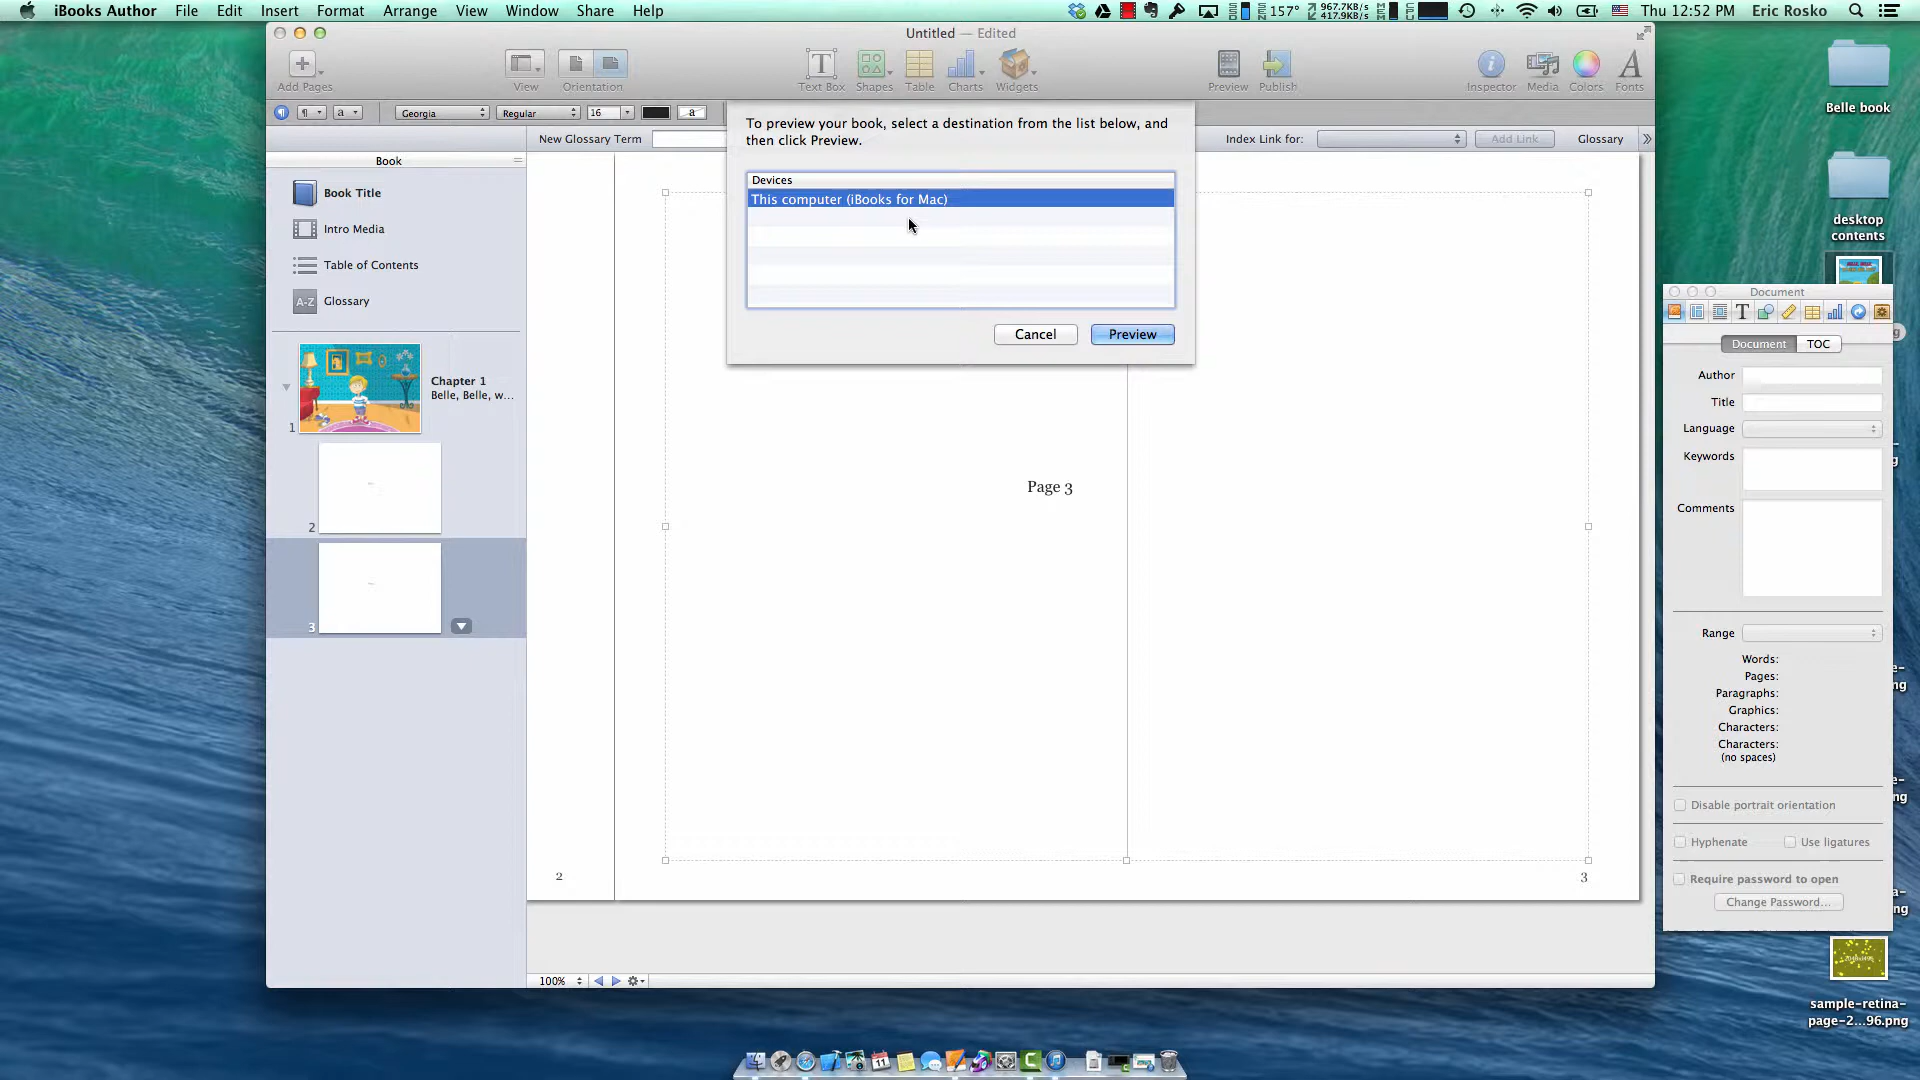 iBooks Author File Edit Insert Format Arrange View Window Share Help
157° 967.7KB/s 417.9KB/s Thu 12:52 PM Eric Rosko
Untitled — Edited
Add Pages View Orientation Text Box Shapes Table Charts Widgets Preview Publish Inspector Media Colors Fonts
Georgia Regular 16 a
New Glossary Term Index Link for: Add Link Glossary
To preview your book, select a destination from the list below, and
then click Preview.
Devices
This computer (iBooks for Mac)
Cancel Preview
Book
Book Title
Intro Media
Table of Contents
A-Z Glossary
Chapter 1
Belle, Belle, w...
1
2
3
Page 3
2
3
100%
Belle book
desktop
contents
Document
Document TOC
Author
Title
Language
Keywords
Comments
Range
Words:
Pages:
Paragraphs:
Graphics:
Characters:
Characters:
(no spaces)
Disable portrait orientation
Hyphenate Use ligatures
Require password to open
Change Password...
sample-retina-
page-2...96.png